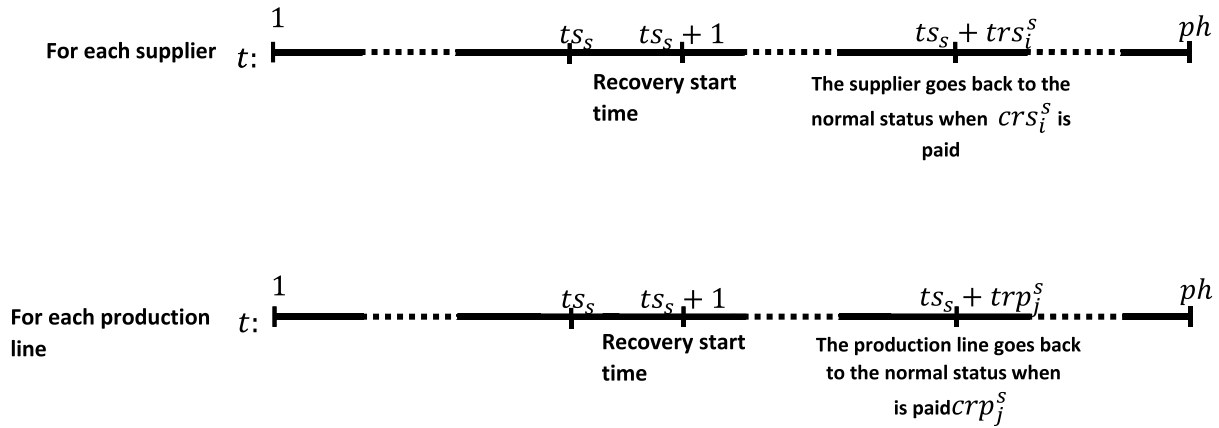 1 ts_s ts_s + 1 ts_s + trs_i^s ph
For each supplier t:
Recovery start
time
The supplier goes back to the
normal status when crs_i^s is
paid
1 ts_s ts_s + 1 ts_s + trp_j^s ph
For each production
line
t:
Recovery start
time
The production line goes back
to the normal status when
is paid crp_j^s